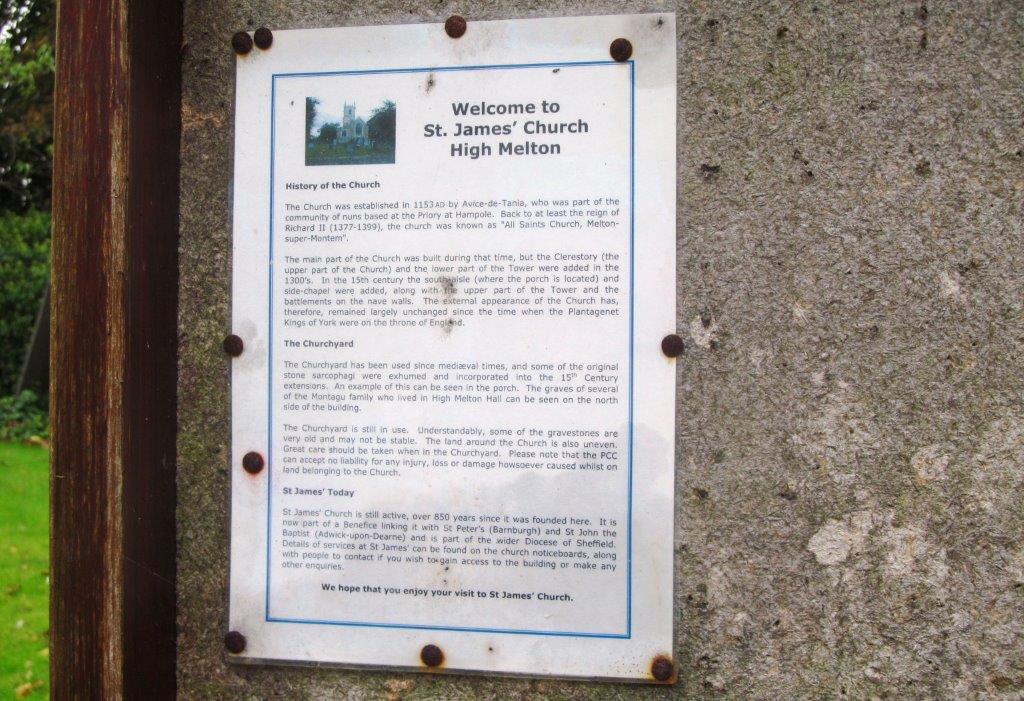 Welcome to
St. James' Church
High Melton
History of the Church
The Church was established in 1153AD by Avice-de-Tania, who was part of the
community of nuns based at the Priory at Hampole. Back to at least the reign of
Richard II (1377-1399), the church was known as "All Saints Church, Melton-
super-Montem".
The main part of the Church was built during that time, but the Clerestory (the
upper part of the Church) and the lower part of the Tower were added in the
1300's. In the 15th century the south aisle (where the porch is located) and
side-chapel were added, along with the upper part of the Tower and the
battlements on the nave walls. The external appearance of the Church has,
therefore, remained largely unchanged since the time when the Plantagenet
Kings of York were on the throne of England.
The Churchyard
The Churchyard has been used since mediæval times, and some of the original
stone sarcophagi were exhumed and incorporated into the 15th Century
extensions. An example of this can be seen in the porch. The graves of several
of the Montagu family who lived in High Melton Hall can be seen on the north
side of the building.
The Churchyard is still in use. Understandably, some of the gravestones are
very old and may not be stable. The land around the Church is also uneven.
Great care should be taken when in the Churchyard. Please note that the PCC
can accept no liability for any injury, loss or damage howsoever caused whilst on
land belonging to the Church.
St James' Today
St James' Church is still active, over 850 years since it was founded here. It is
now part of a Benefice linking it with St Peter's (Barnburgh) and St John the
Baptist (Adwick-upon-Dearne) and is part of the wider Diocese of Sheffield.
Details of services at St James' can be found on the church noticeboards, along
with people to contact if you wish to gain access to the building or make any
other enquiries.
We hope that you enjoy your visit to St James' Church.